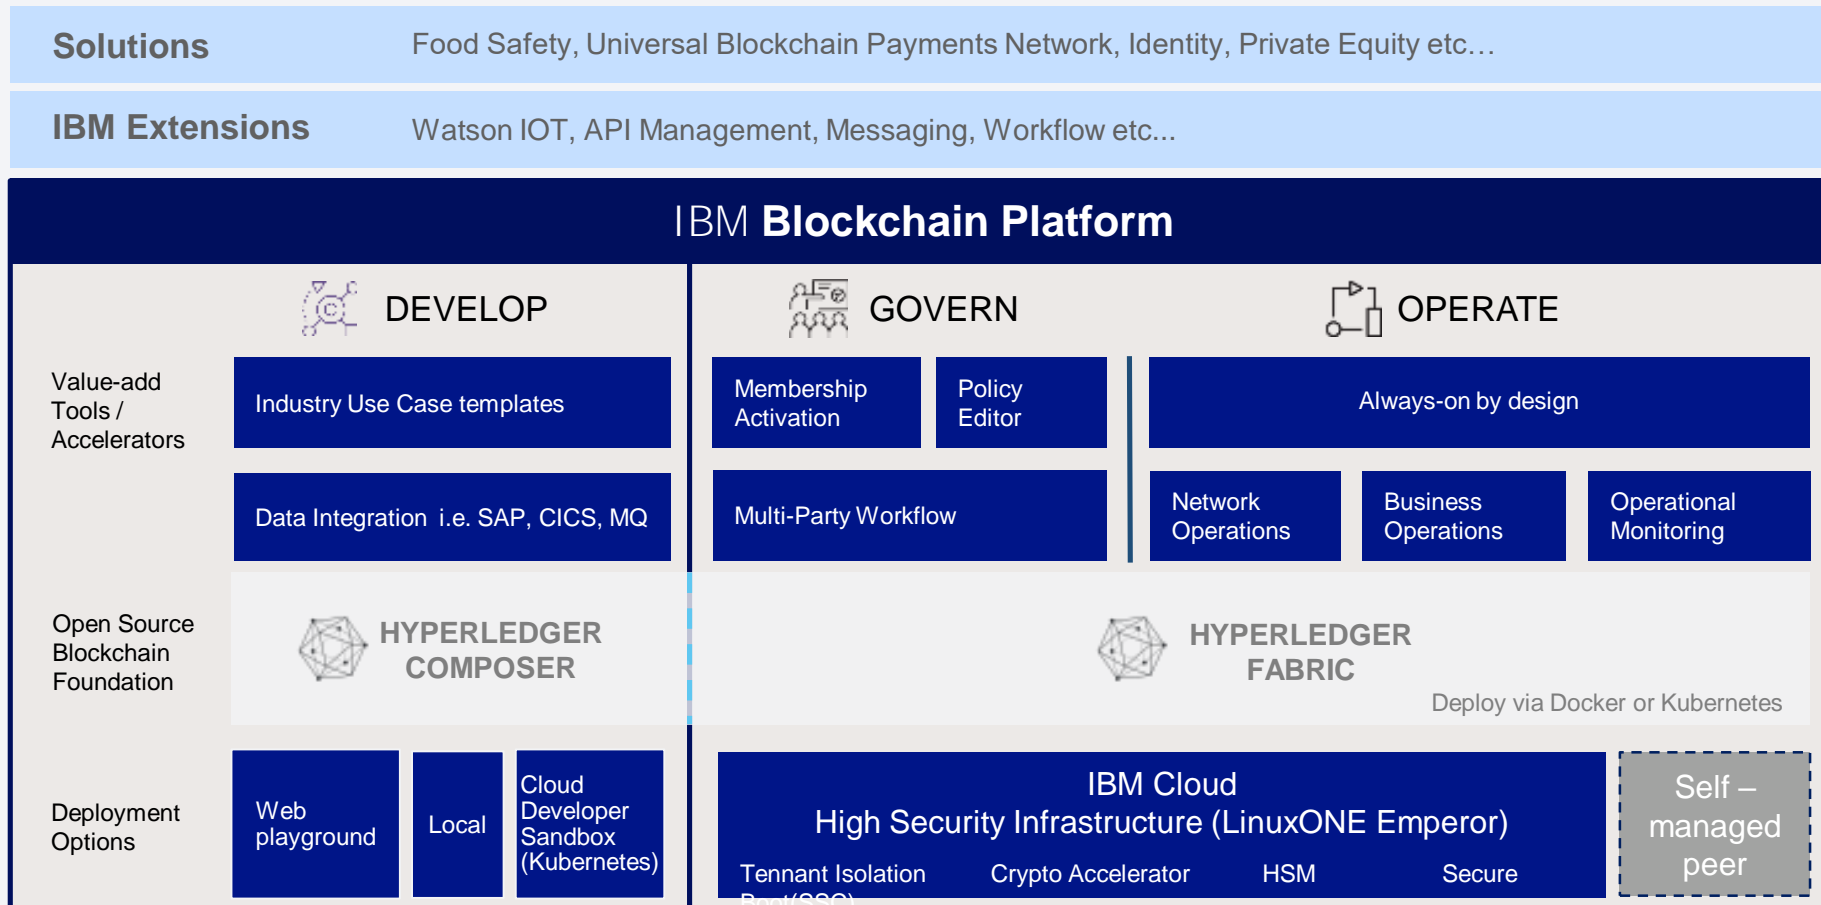 Solutions
Food Safety, Universal Blockchain Payments Network, Identity, Private Equity etc…
IBM Extensions
Watson IOT, API Management, Messaging, Workflow etc...
IBM Blockchain Platform
DEVELOP
GOVERN
OPERATE
Value-add
Tools /
Accelerators
Industry Use Case templates
Membership
Activation
Policy
Editor
Always-on by design
Data Integration i.e. SAP, CICS, MQ
Multi-Party Workflow
Network
Operations
Business
Operations
Operational
Monitoring
Open Source
Blockchain
Foundation
HYPERLEDGER
COMPOSER
HYPERLEDGER
FABRIC
Deploy via Docker or Kubernetes
Deployment
Options
Web
playground
Local
Cloud
Developer
Sandbox
(Kubernetes)
IBM Cloud
High Security Infrastructure (LinuxONE Emperor)
Tennant Isolation Crypto Accelerator HSM Secure
Boot(SSC)
Self –
managed
peer